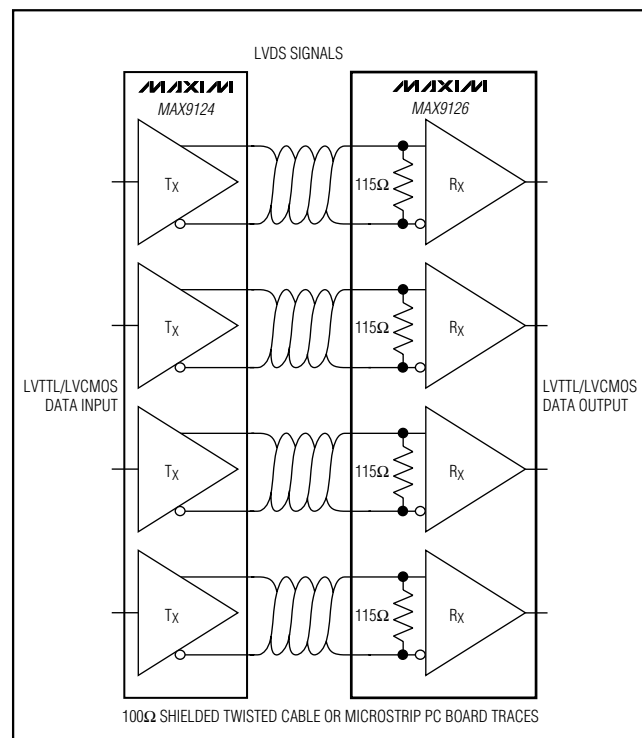 LVDS SIGNALS
MAXIM
MAX9124
MAXIM
MAX9126
TX
115Ω
RX
TX
115Ω
RX
LVTTL/LVCMOS
DATA INPUT
LVTTL/LVCMOS
DATA OUTPUT
TX
115Ω
RX
TX
115Ω
RX
100Ω SHIELDED TWISTED CABLE OR MICROSTRIP PC BOARD TRACES